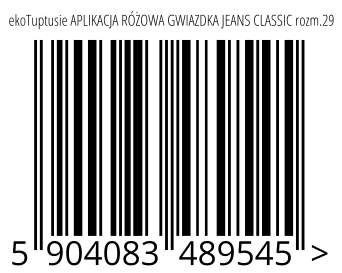 ekoTuptusie APLIKACJA RÓŻOWA GWIAZDKA JEANS CLASSIC rozm.29
5 904083 489545 >